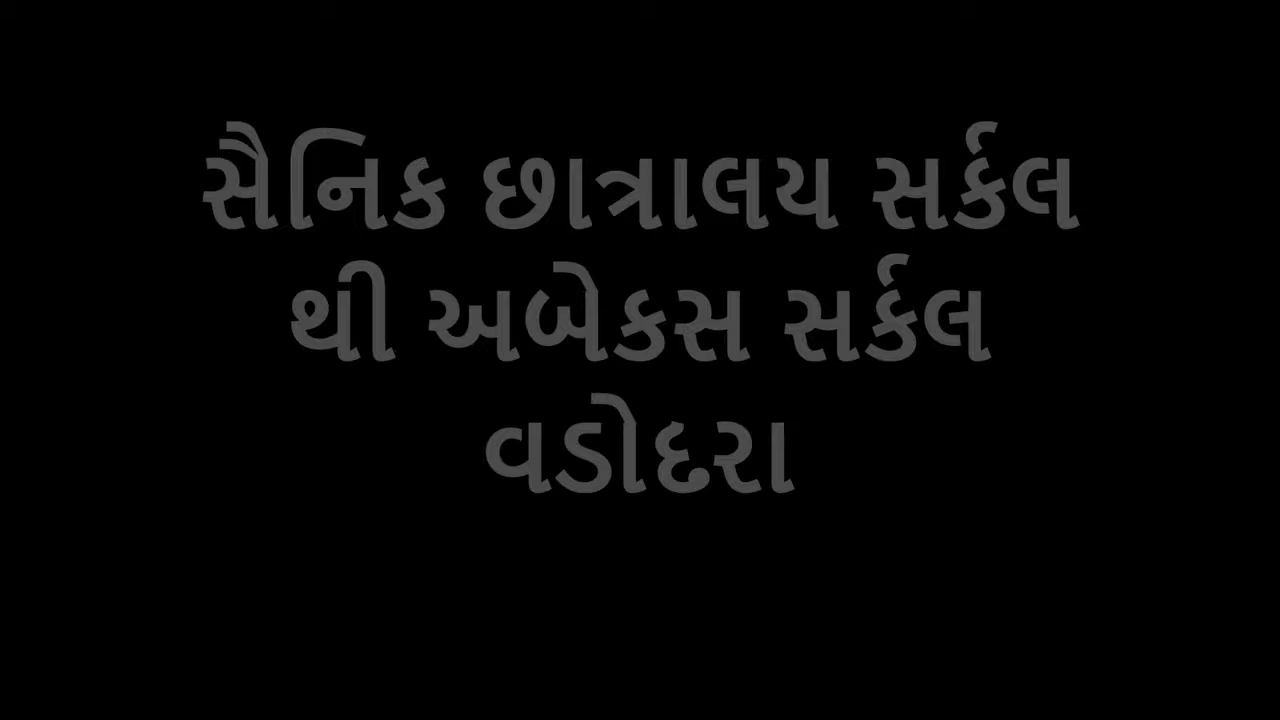 સૈનિક છાત્રાલય સર્કલ
થી અબેકસ સર્કલ
વડોદરા